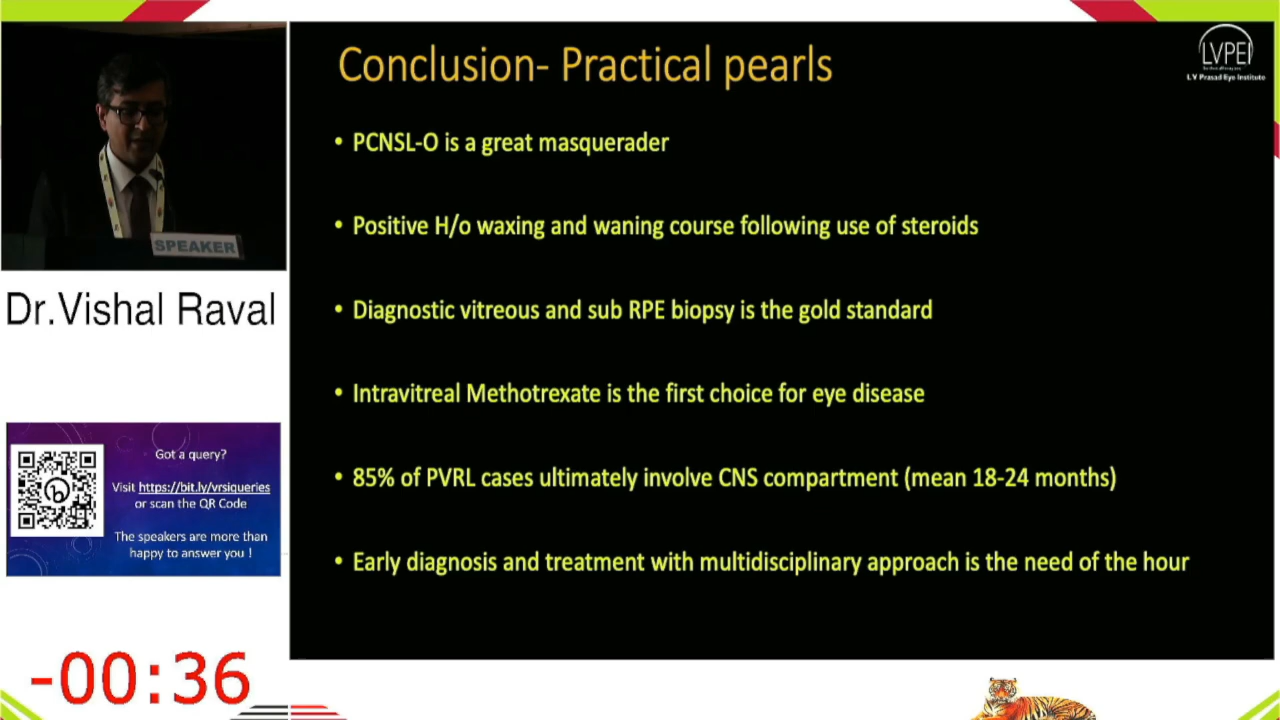 Conclusion- Practical pearls
LVPEI
L V Prasad Eye Institute
• PCNSL-O is a great masquerader
• Positive H/o waxing and waning course following use of steroids
• Diagnostic vitreous and sub RPE biopsy is the gold standard
• Intravitreal Methotrexate is the first choice for eye disease
• 85% of PVRL cases ultimately involve CNS compartment (mean 18-24 months)
• Early diagnosis and treatment with multidisciplinary approach is the need of the hour
SPEAKER
Dr.Vishal Raval
Got a query?
Visit https://bit.ly/vrsiqueries
or scan the QR Code
The speakers are more than
happy to answer you !
-00:36